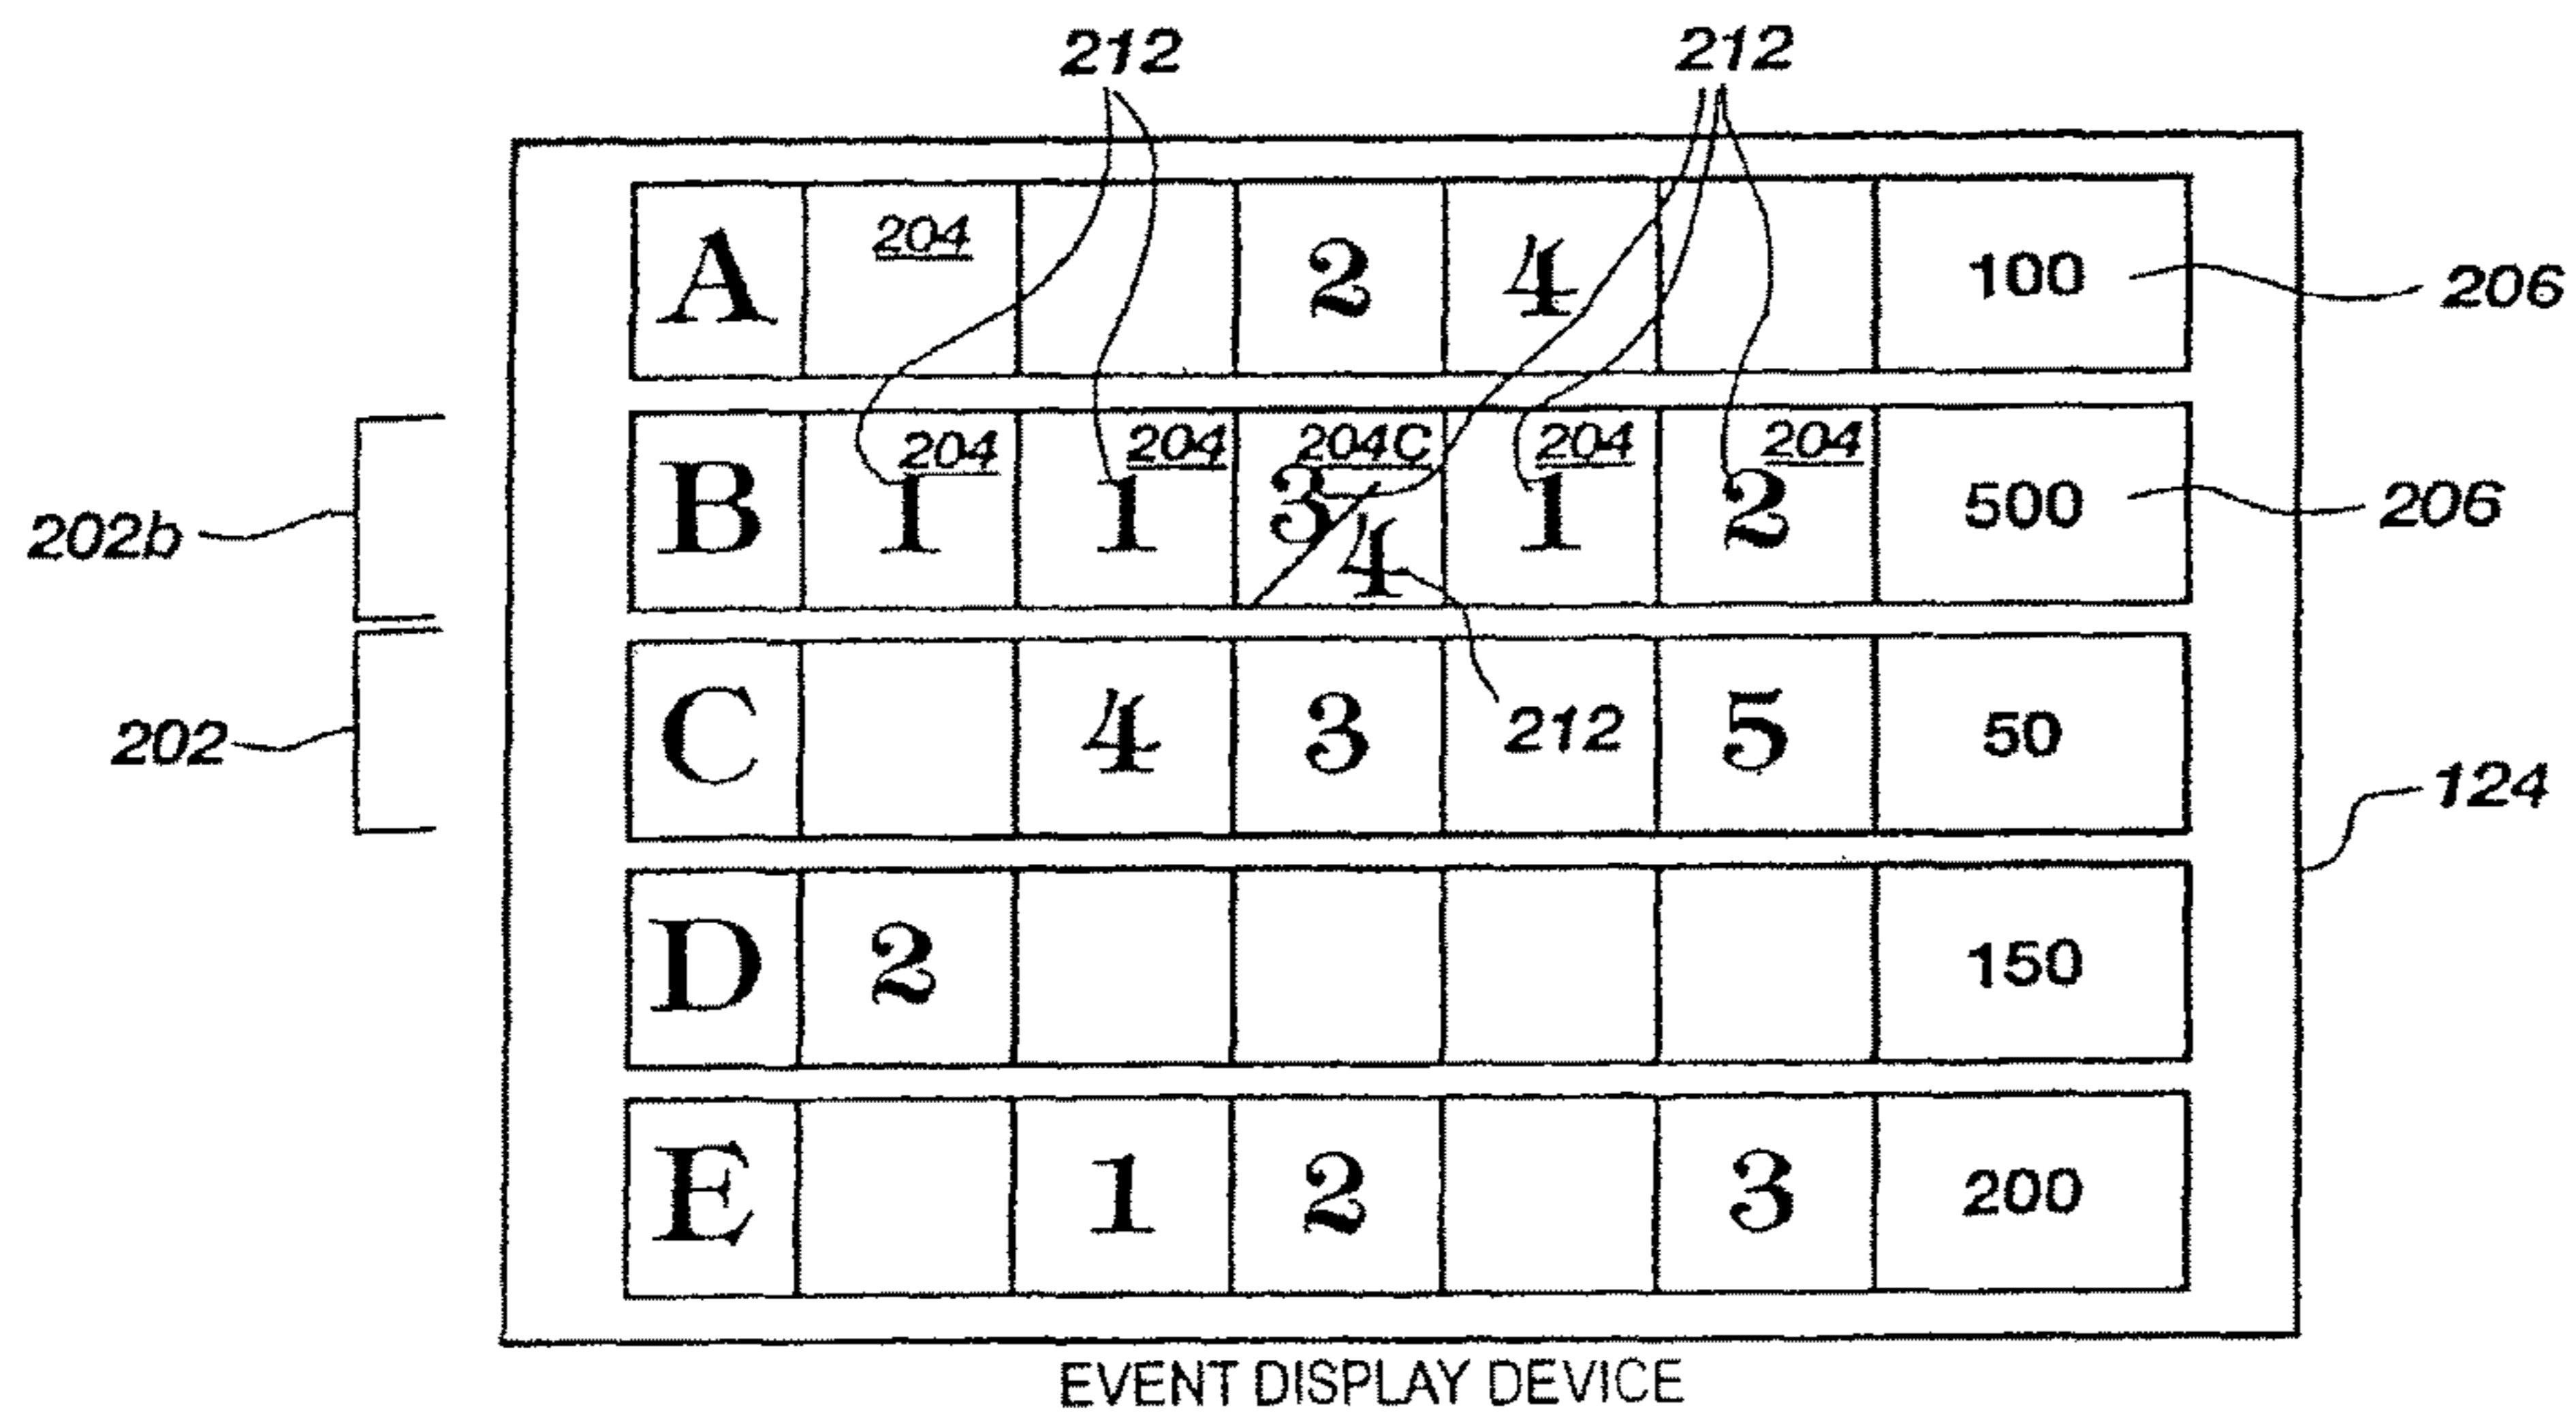 212 212
A 204 2 4 100 206
B 204 204 204C 204 204 500 206
1 1 3 4 1 2
202b
C 4 3 212 5 50
202
124
D 2 150
E 1 2 3 200
EVENT DISPLAY DEVICE